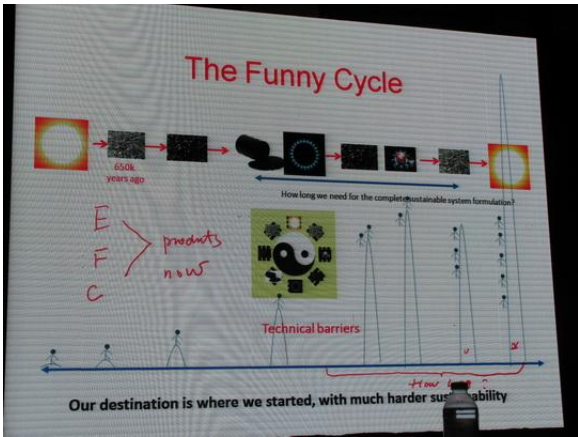 The Funny Cycle
650k
years ago
How long we need for the complete sustainable system formulation?
E
F
C
products
now
Technical barriers
How
Our destination is where we started, with much harder